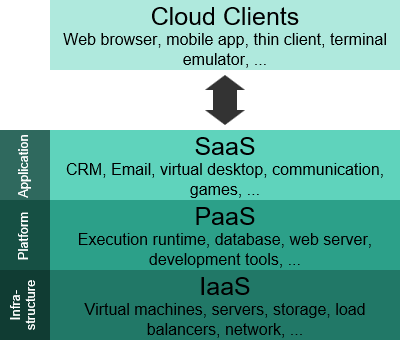 Cloud Clients
Web browser, mobile app, thin client, terminal
emulator, ...
Application
SaaS
CRM, Email, virtual desktop, communication,
games, ...
Platform
PaaS
Execution runtime, database, web server,
development tools, ...
Infra-
structure
IaaS
Virtual machines, servers, storage, load
balancers, network, ...